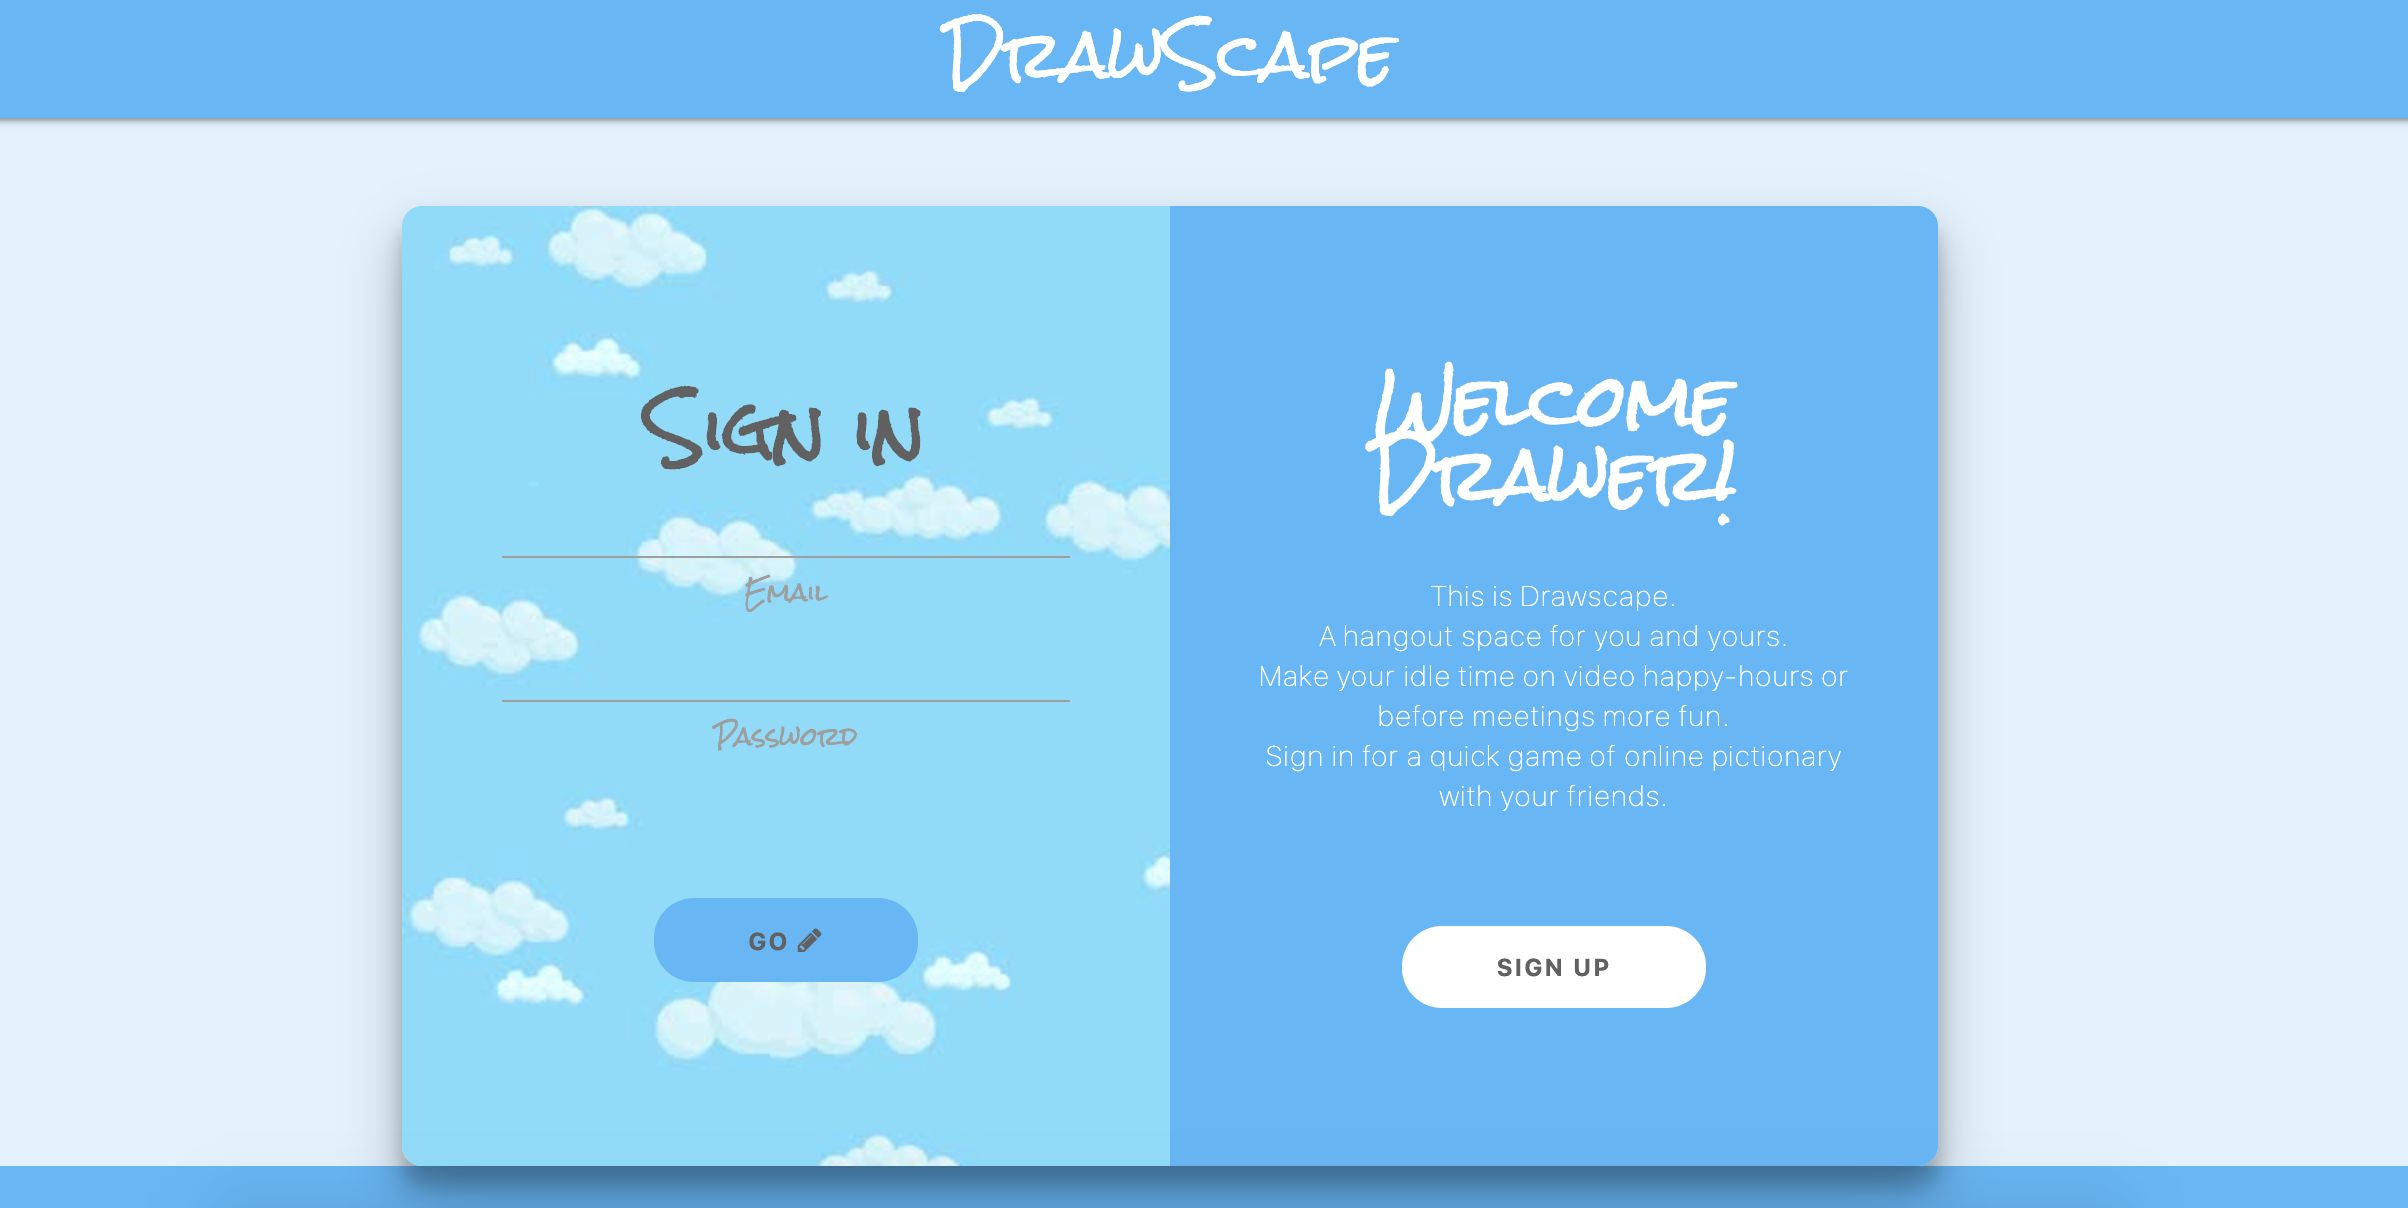 DrawScape
Sign in
Email
Password
GO
Welcome
Drawer!
This is Drawscape.
A hangout space for you and yours.
Make your idle time on video happy-hours or
before meetings more fun.
Sign in for a quick game of online pictionary
with your friends.
SIGN UP